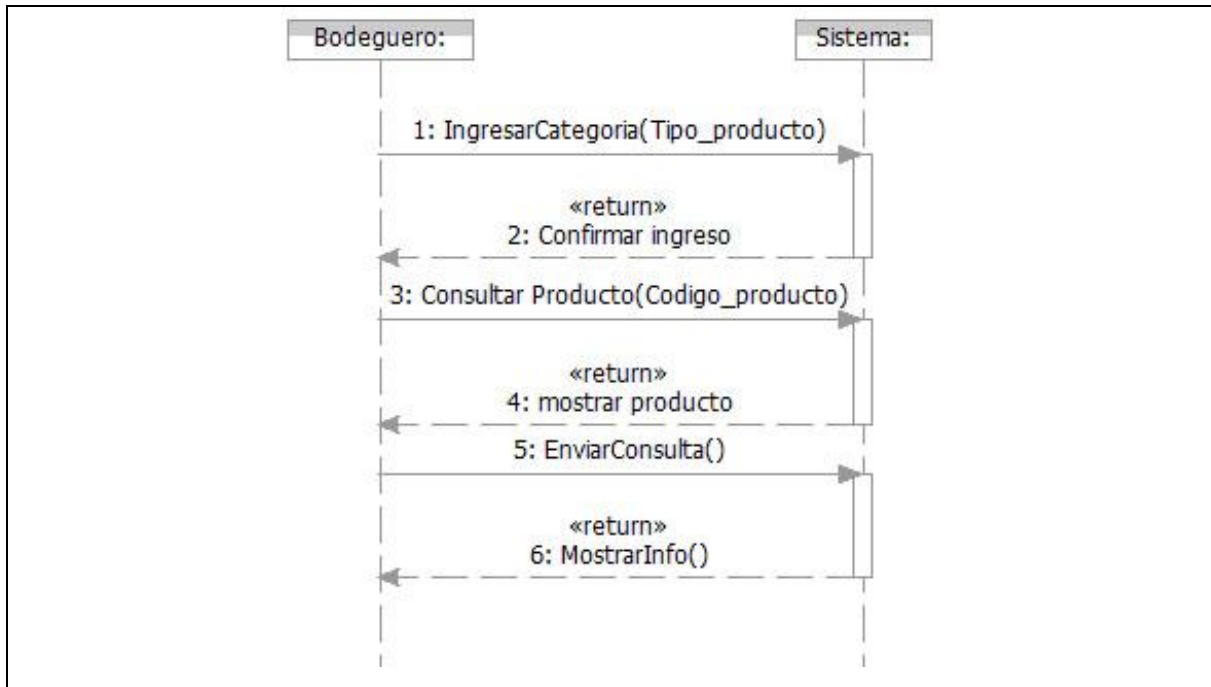 Bodeguero:
Sistema:
1: IngresarCategoria(Tipo_producto)
«return»
2: Confirmar ingreso
3: Consultar Producto(Codigo_producto)
«return»
4: mostrar producto
5: EnviarConsulta()
«return»
6: MostrarInfo()